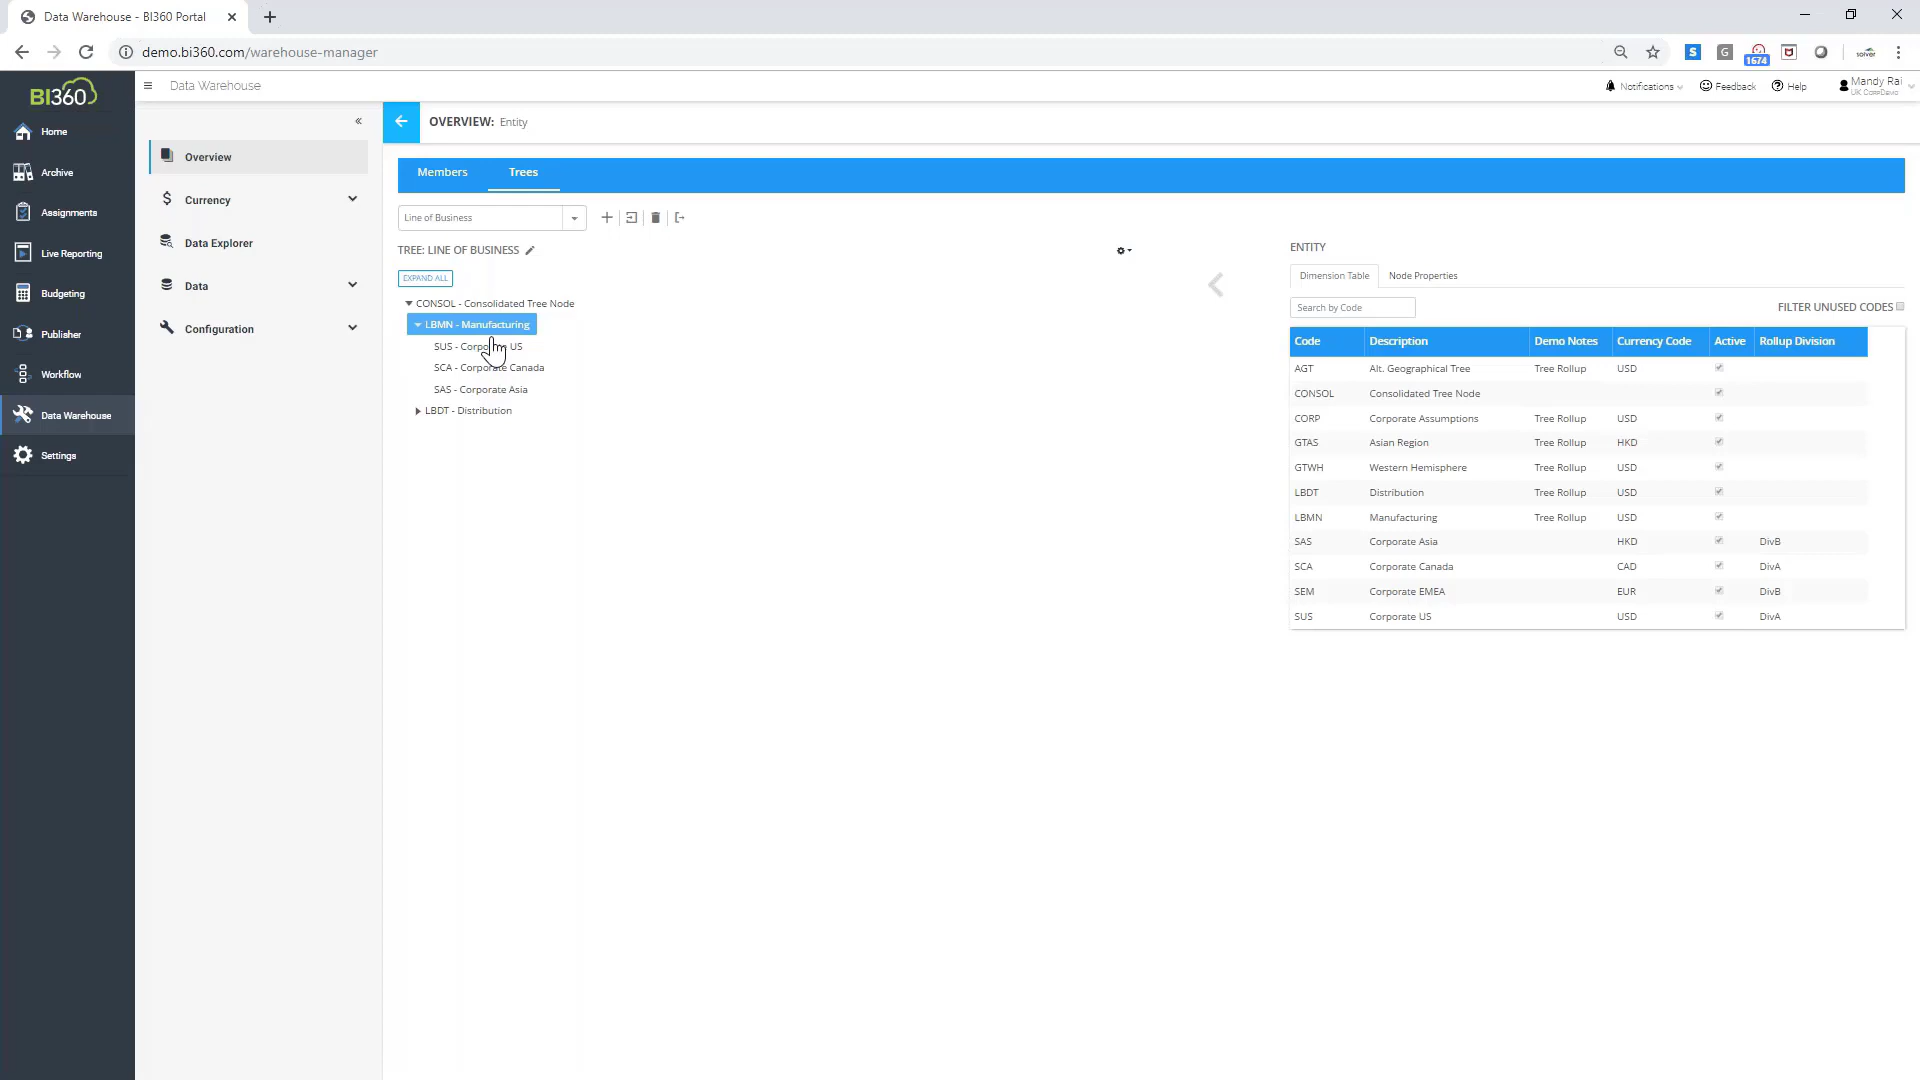 Data Warehouse - BI360 Portal
demo.bi360.com/warehouse-manager
S
G
1674
solver
BI360
Data Warehouse
Notifications
Feedback
Help
Mandy Rai
UK CorpDemo
Home
Archive
Assignments
Live Reporting
Budgeting
Publisher
Workflow
Data Warehouse
Settings
Overview
Currency
Data Explorer
Data
Configuration
OVERVIEW: Entity
Members
Trees
Line of Business
TREE: LINE OF BUSINESS
EXPAND ALL
CONSOL - Consolidated Tree Node
LBMN - Manufacturing
SUS - Corporate US
SCA - Corporate Canada
SAS - Corporate Asia
LBDT - Distribution
ENTITY
Dimension Table
Node Properties
Search by Code
FILTER UNUSED CODES
Code Description Demo Notes Currency Code Active Rollup Division
AGT Alt. Geographical Tree Tree Rollup USD
CONSOL Consolidated Tree Node
CORP Corporate Assumptions Tree Rollup USD
GTAS Asian Region Tree Rollup HKD
GTWH Western Hemisphere Tree Rollup USD
LBDT Distribution Tree Rollup USD
LBMN Manufacturing Tree Rollup USD
SAS Corporate Asia HKD DivB
SCA Corporate Canada CAD DivA
SEM Corporate EMEA EUR DivB
SUS Corporate US USD DivA